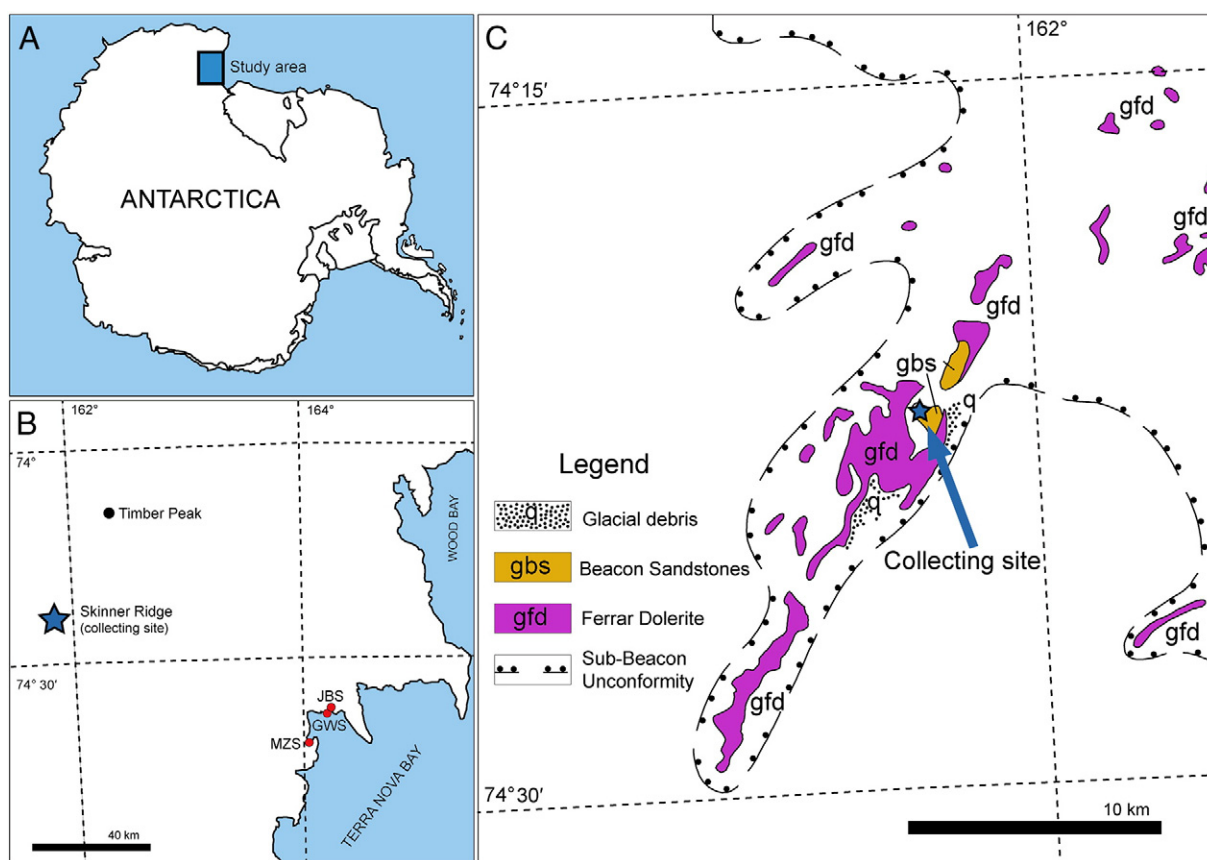 A
Study area
ANTARCTICA
B
162°
164°
74°
Timber Peak
WOOD BAY
Skinner Ridge
(collecting site)
74° 30′
JBS
GWS
MZS
TERRA NOVA BAY
40 km
C
162°
74°15′
gfd
gfd
gfd
gfd
gbs
q
gfd
q
Collecting site
gfd
gfd
Legend
q Glacial debris
gbs Beacon Sandstones
gfd Ferrar Dolerite
Sub-Beacon
Unconformity
74°30′
10 km